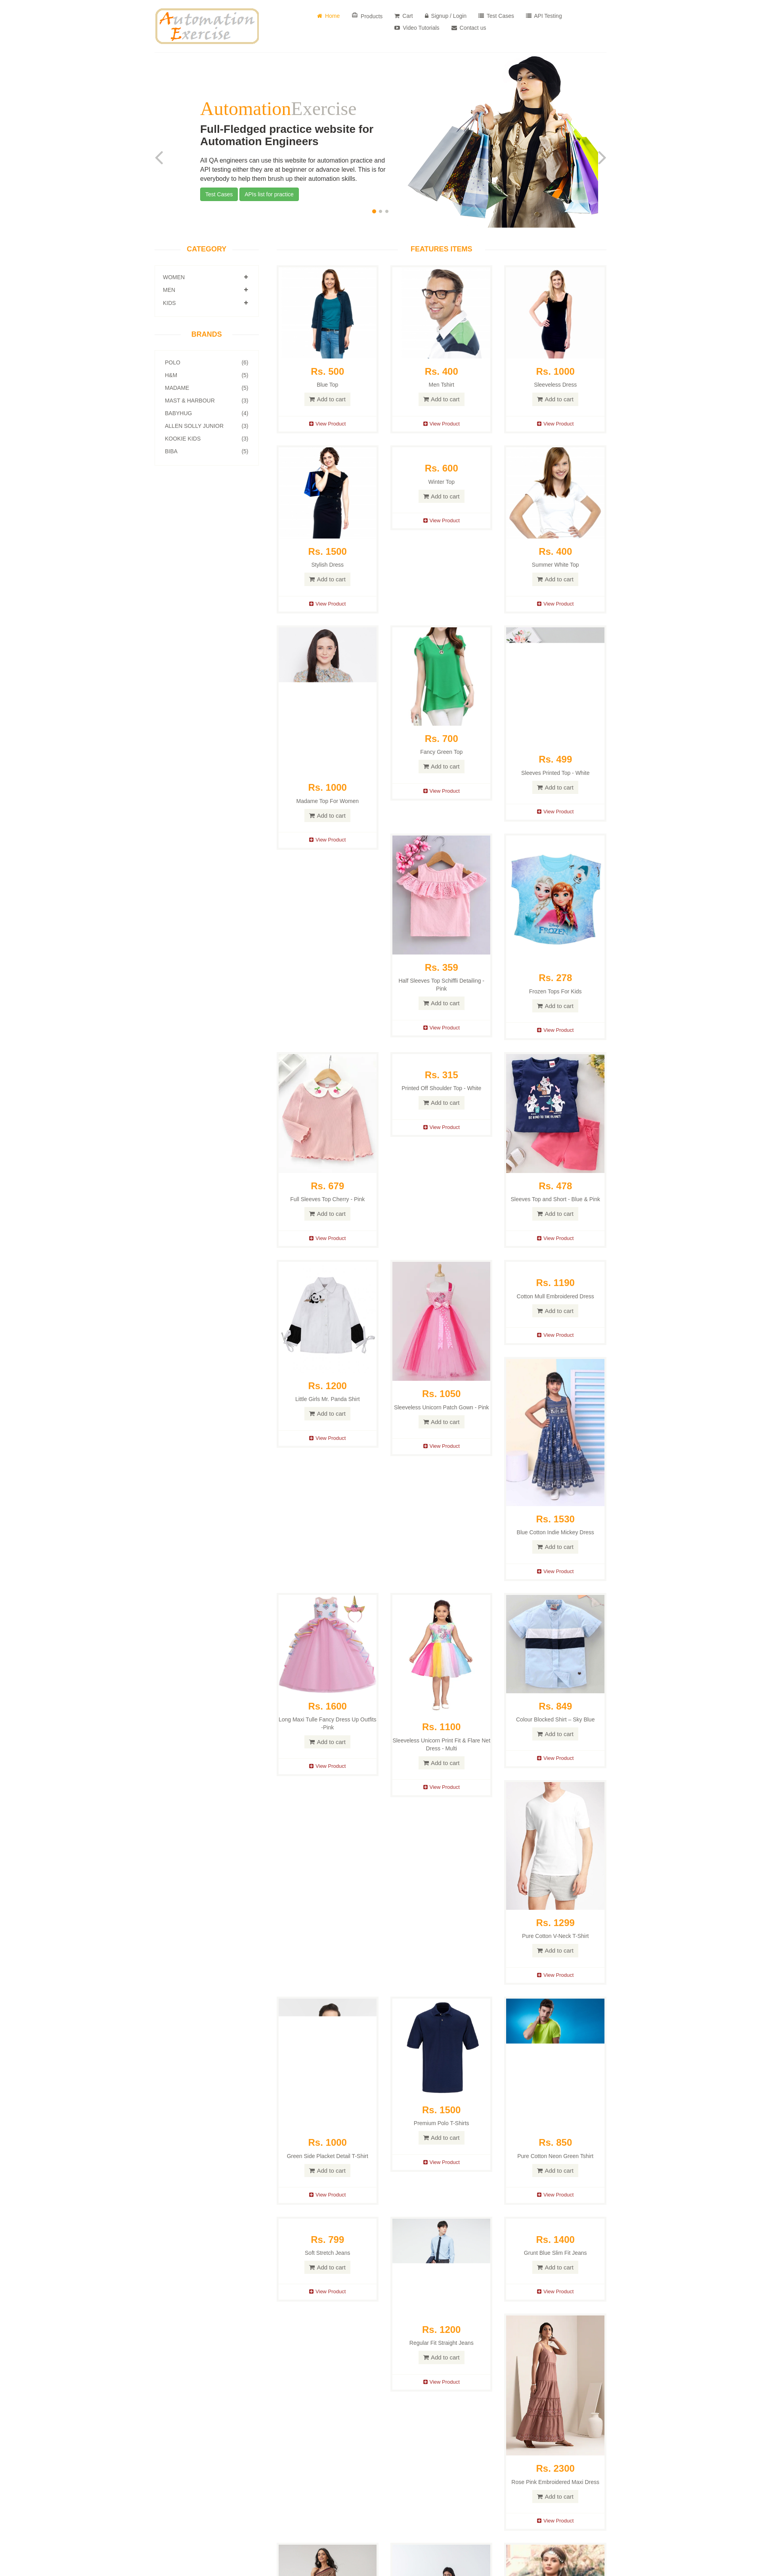 Automation
Exercise
Home
Products
Cart
Signup / Login
Test Cases
API Testing
Video Tutorials
Contact us
AutomationExercise
Full-Fledged practice website for
Automation Engineers
All QA engineers can use this website for automation practice and
API testing either they are at beginner or advance level. This is for
everybody to help them brush up their automation skills.
Test Cases
APIs list for practice
CATEGORY
WOMEN
MEN
KIDS
BRANDS
POLO (6)
H&M (5)
MADAME (5)
MAST & HARBOUR (3)
BABYHUG (4)
ALLEN SOLLY JUNIOR (3)
KOOKIE KIDS (3)
BIBA (5)
FEATURES ITEMS
Rs. 500
Blue Top
Add to cart
View Product
Rs. 400
Men Tshirt
Add to cart
View Product
Rs. 1000
Sleeveless Dress
Add to cart
View Product
Rs. 1500
Stylish Dress
Add to cart
View Product
Rs. 600
Winter Top
Add to cart
View Product
Rs. 400
Summer White Top
Add to cart
View Product
Rs. 1000
Madame Top For Women
Add to cart
View Product
Rs. 700
Fancy Green Top
Add to cart
View Product
Rs. 499
Sleeves Printed Top - White
Add to cart
View Product
Rs. 359
Half Sleeves Top Schiffli Detailing -
Pink
Add to cart
View Product
FROZEN
Rs. 278
Frozen Tops For Kids
Add to cart
View Product
Rs. 679
Full Sleeves Top Cherry - Pink
Add to cart
View Product
Rs. 315
Printed Off Shoulder Top - White
Add to cart
View Product
Rs. 478
Sleeves Top and Short - Blue & Pink
Add to cart
View Product
Rs. 1200
Little Girls Mr. Panda Shirt
Add to cart
View Product
Rs. 1050
Sleeveless Unicorn Patch Gown - Pink
Add to cart
View Product
Rs. 1190
Cotton Mull Embroidered Dress
Add to cart
View Product
Rs. 1530
Blue Cotton Indie Mickey Dress
Add to cart
View Product
Rs. 1600
Long Maxi Tulle Fancy Dress Up Outfits
-Pink
Add to cart
View Product
Rs. 1100
Sleeveless Unicorn Print Fit & Flare Net
Dress - Multi
Add to cart
View Product
Rs. 849
Colour Blocked Shirt – Sky Blue
Add to cart
View Product
Rs. 1299
Pure Cotton V-Neck T-Shirt
Add to cart
View Product
Rs. 1000
Green Side Placket Detail T-Shirt
Add to cart
View Product
Rs. 1500
Premium Polo T-Shirts
Add to cart
View Product
Rs. 850
Pure Cotton Neon Green Tshirt
Add to cart
View Product
Rs. 799
Soft Stretch Jeans
Add to cart
View Product
Rs. 1200
Regular Fit Straight Jeans
Add to cart
View Product
Rs. 1400
Grunt Blue Slim Fit Jeans
Add to cart
View Product
Rs. 2300
Rose Pink Embroidered Maxi Dress
Add to cart
View Product